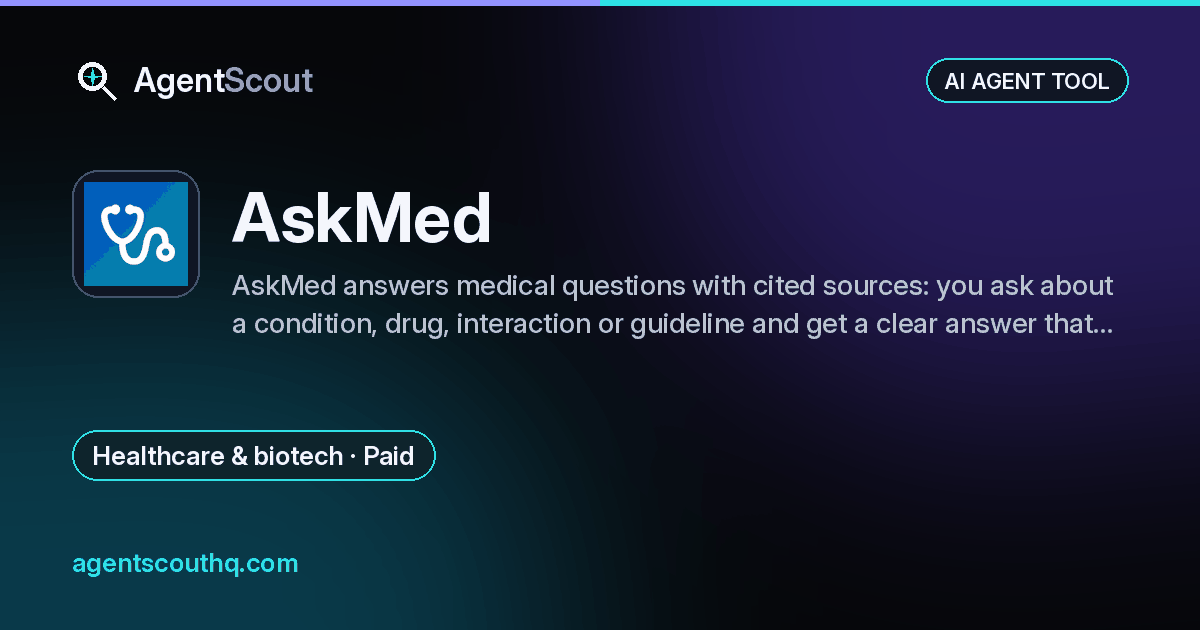 AgentScout
AI AGENT TOOL
AskMed
AskMed answers medical questions with cited sources: you ask about
a condition, drug, interaction or guideline and get a clear answer that...
Healthcare & biotech · Paid
agentscouthq.com